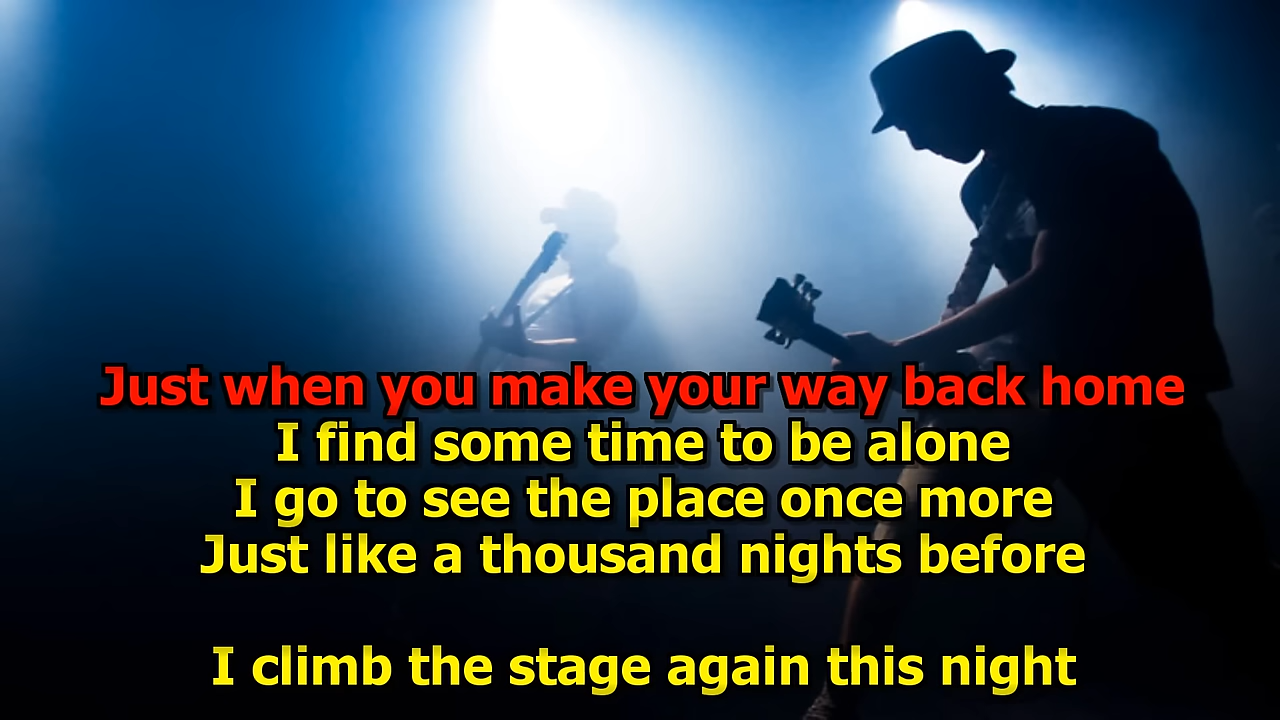 Just when you make your way back home
I find some time to be alone
I go to see the place once more
Just like a thousand nights before
I climb the stage again this night